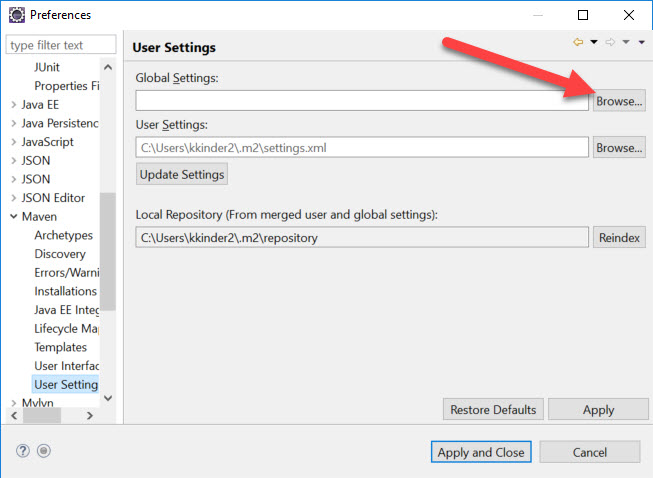 Preferences
type filter text
JUnit
Properties Fi
Java EE
Java Persistenc
JavaScript
JSON
JSON
JSON Editor
Maven
Archetypes
Discovery
Errors/Warni
Installations
Java EE Integ
Lifecycle Ma
Templates
User Interfac
User Setting
Mylyn
User Settings
Global Settings:
Browse...
User Settings:
C:\Users\kkinder2\.m2\settings.xml Browse...
Update Settings
Local Repository (From merged user and global settings):
C:\Users\kkinder2\.m2\repository Reindex
Restore Defaults Apply
? Apply and Close Cancel